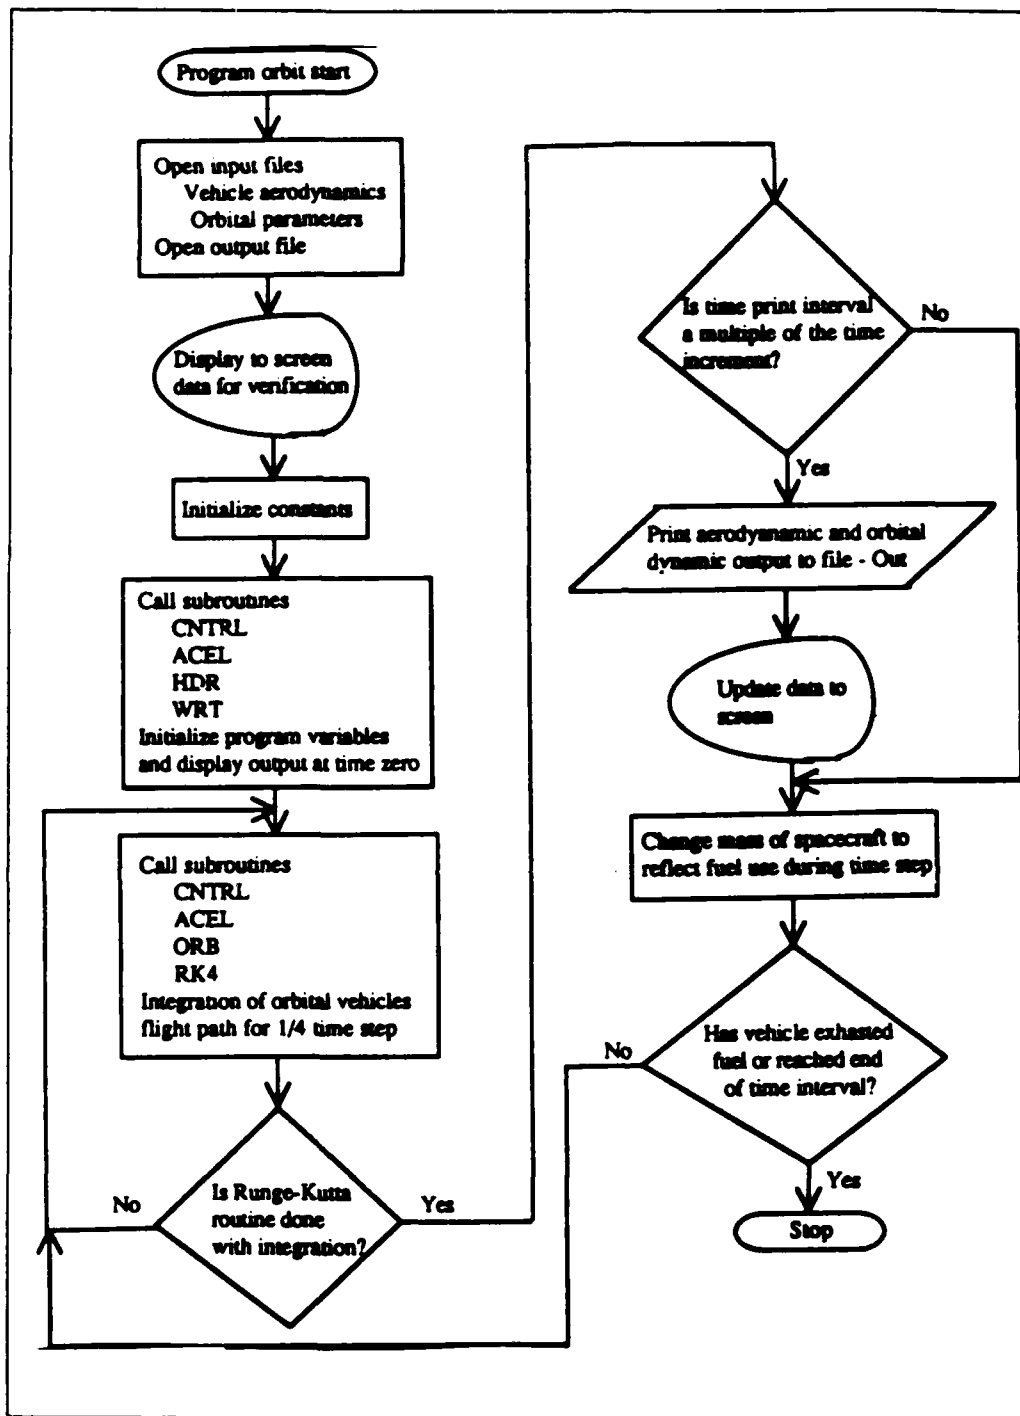 Program orbit start
Open input files
Vehicle aerodynamics
Orbital parameters
Open output file
Display to screen
data for verification
Initialize constants
Call subroutines
CNTRL
ACEL
HDR
WRT
Initialize program variables
and display output at time zero
Call subroutines
CNTRL
ACEL
ORB
RK4
Integration of orbital vehicles
flight path for 1/4 time step
No
Is Runge-Kutta
routine done
with integration?
Yes
Is time print interval
a multiple of the time
increment?
No
Yes
Print aerodyanamic and orbital
dynamic output to file - Out
Update data to
screen
Change mass of spacecraft to
reflect fuel use during time step
No
Has vehicle exhasted
fuel or reached end
of time interval?
Yes
Stop